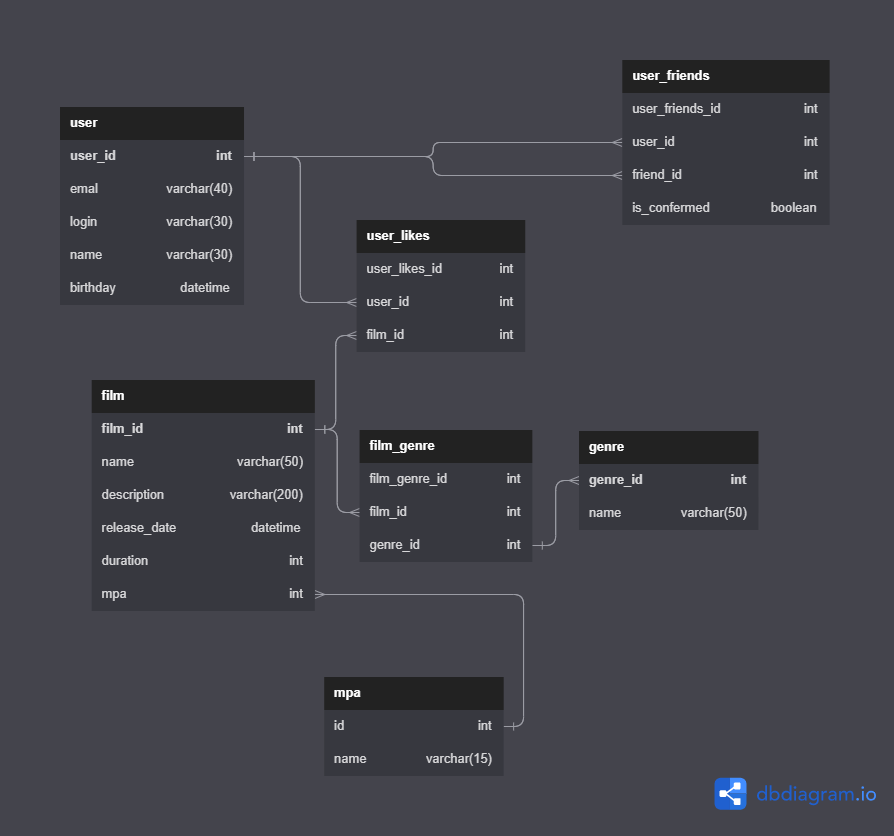 user
user_id int
emal varchar(40)
login varchar(30)
name varchar(30)
birthday datetime
user_friends
user_friends_id int
user_id int
friend_id int
is_confermed boolean
user_likes
user_likes_id int
user_id int
film_id int
film
film_id int
name varchar(50)
description varchar(200)
release_date datetime
duration int
mpa int
film_genre
film_genre_id int
film_id int
genre_id int
genre
genre_id int
name varchar(50)
mpa
id int
name varchar(15)
dbdiagram.io